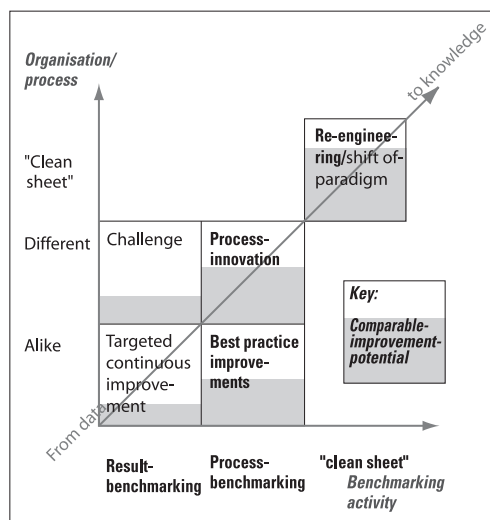 Organisation/
process
to knowledge
"Clean
sheet"
Re-enginee-
ring/shift of-
paradigm
Different
Challenge
Process-
innovation
Key:
Comparable-
improvement-
potential
Alike
Targeted
continuous
improve-
ment
Best practice
improve-
ments
From data
Result-
benchmarking
Process-
benchmarking
"clean sheet"
Benchmarking
activity